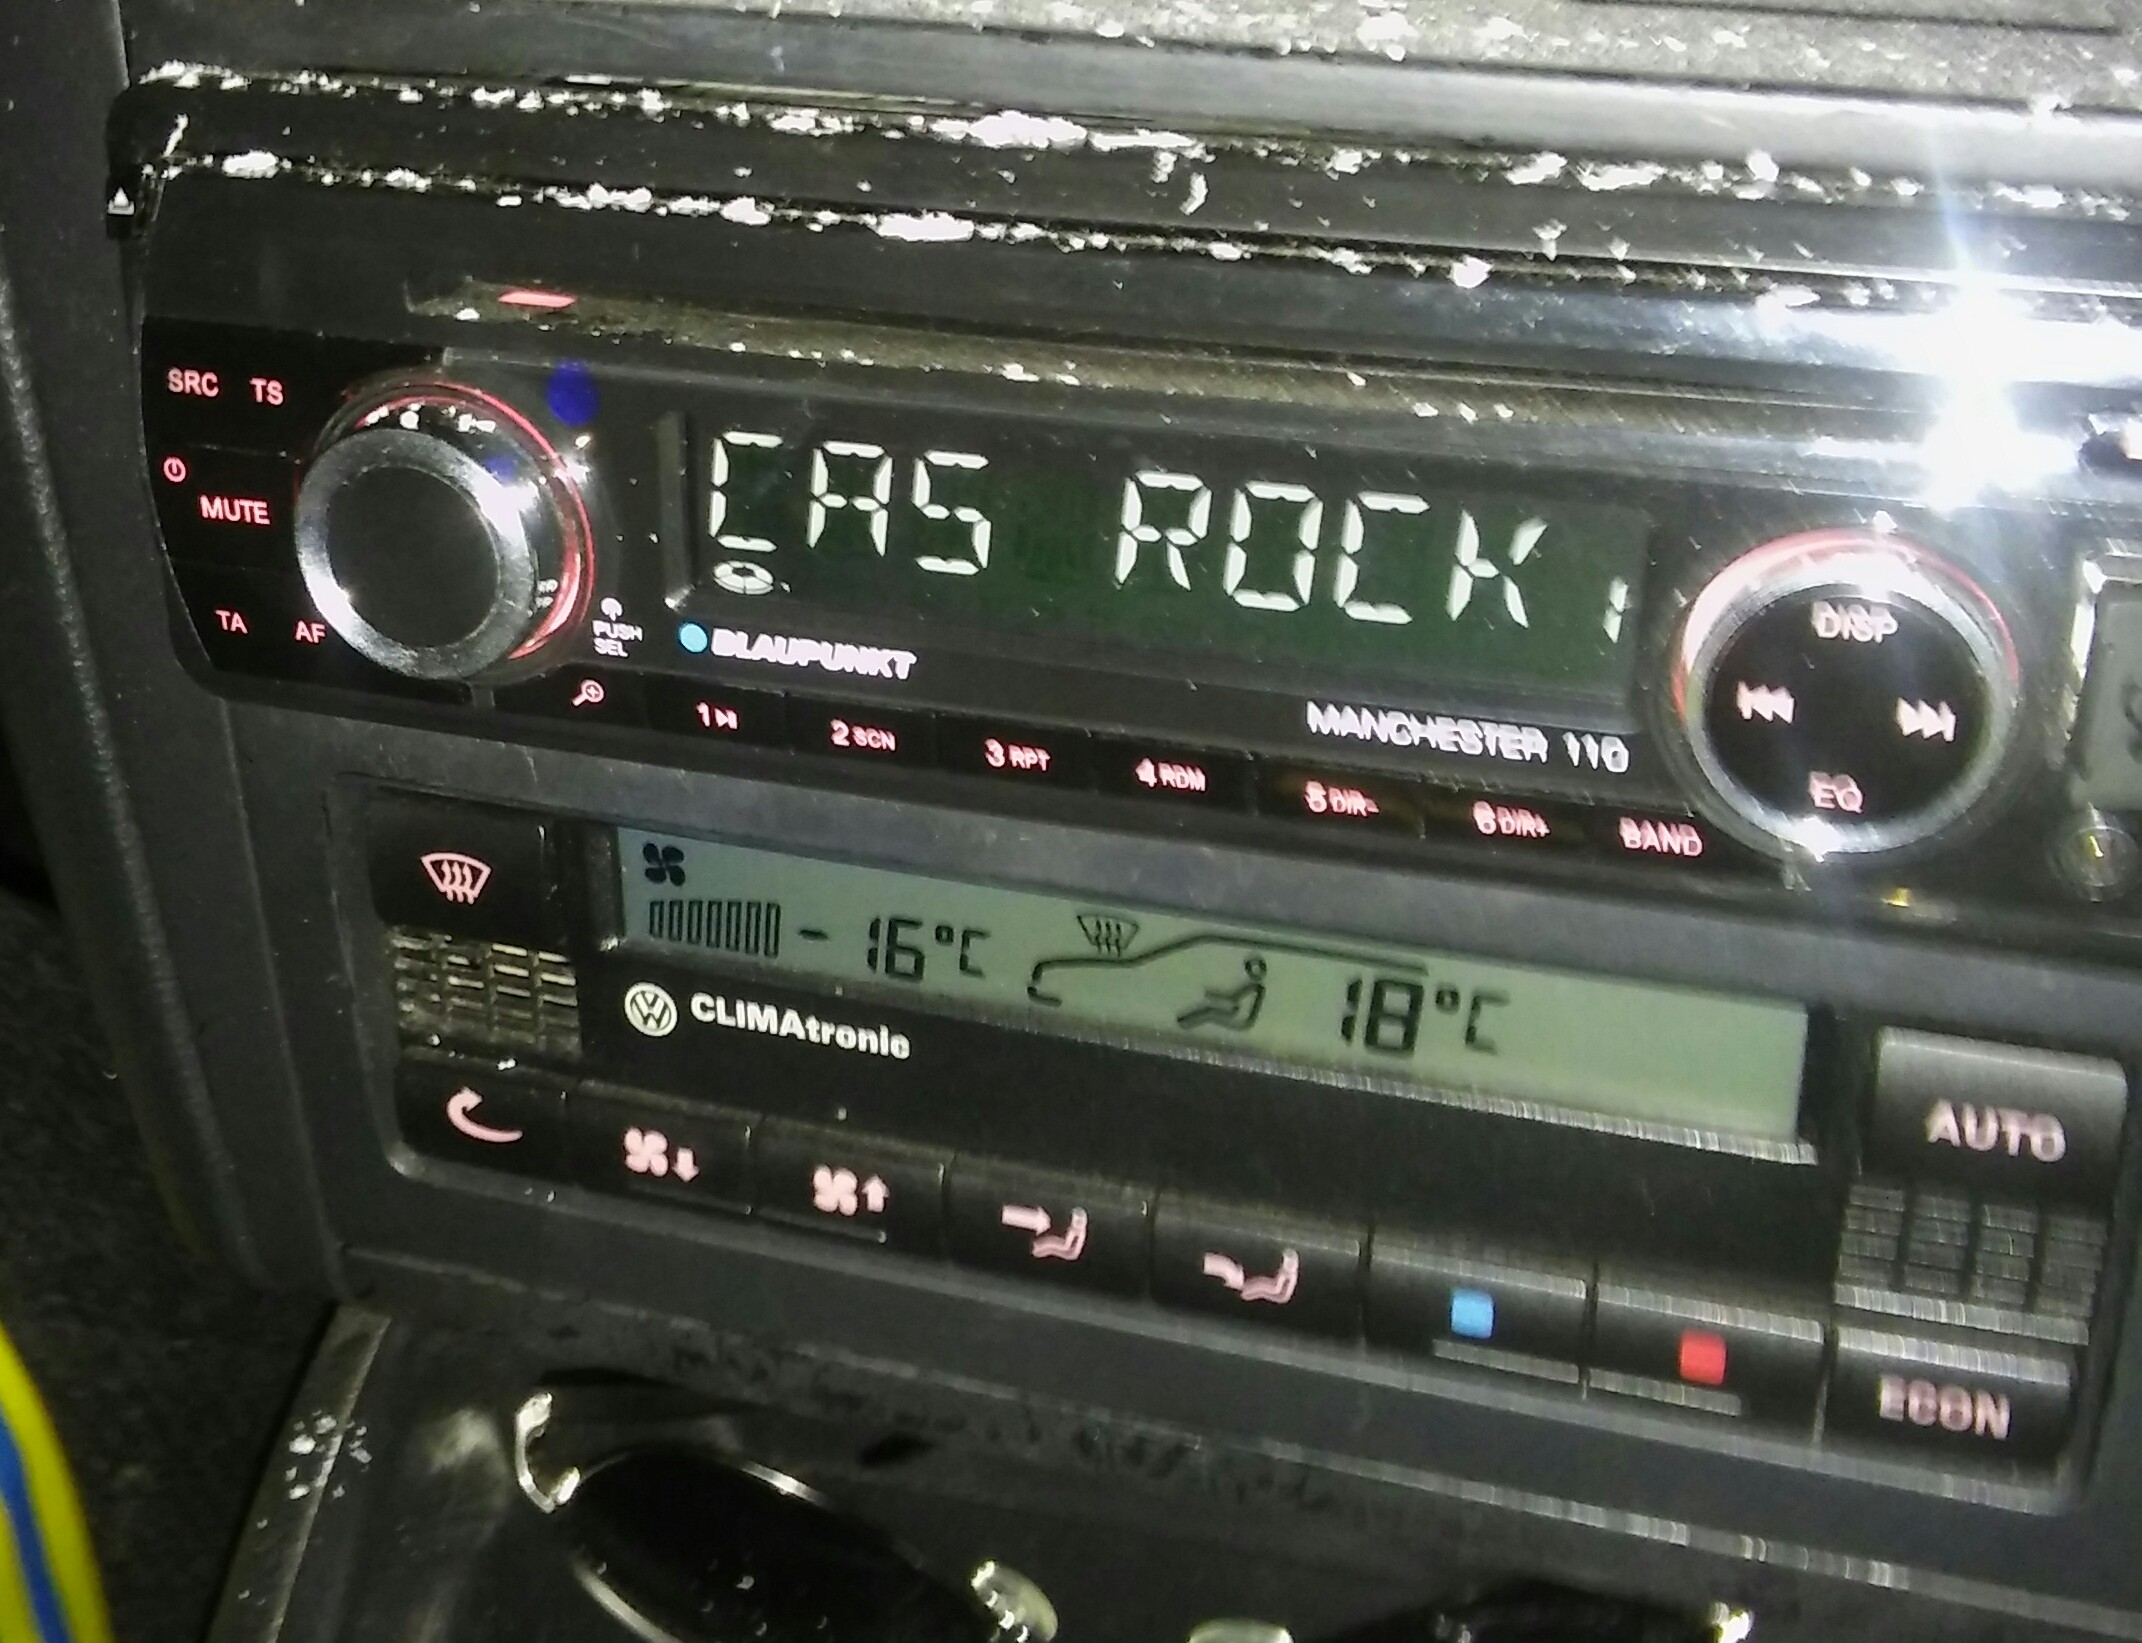 SRC TS
CAS ROCK
MUTE
TA AF
PUSH
SEL
BLAUPUNKT
MANCHESTER 110
DISP
EQ
1 2 SCN 3 RPT 4 RDM 5 DIR- 6 DIR+ BAND
- 16°C 18°C
CLIMAtronic
AUTO
ECON